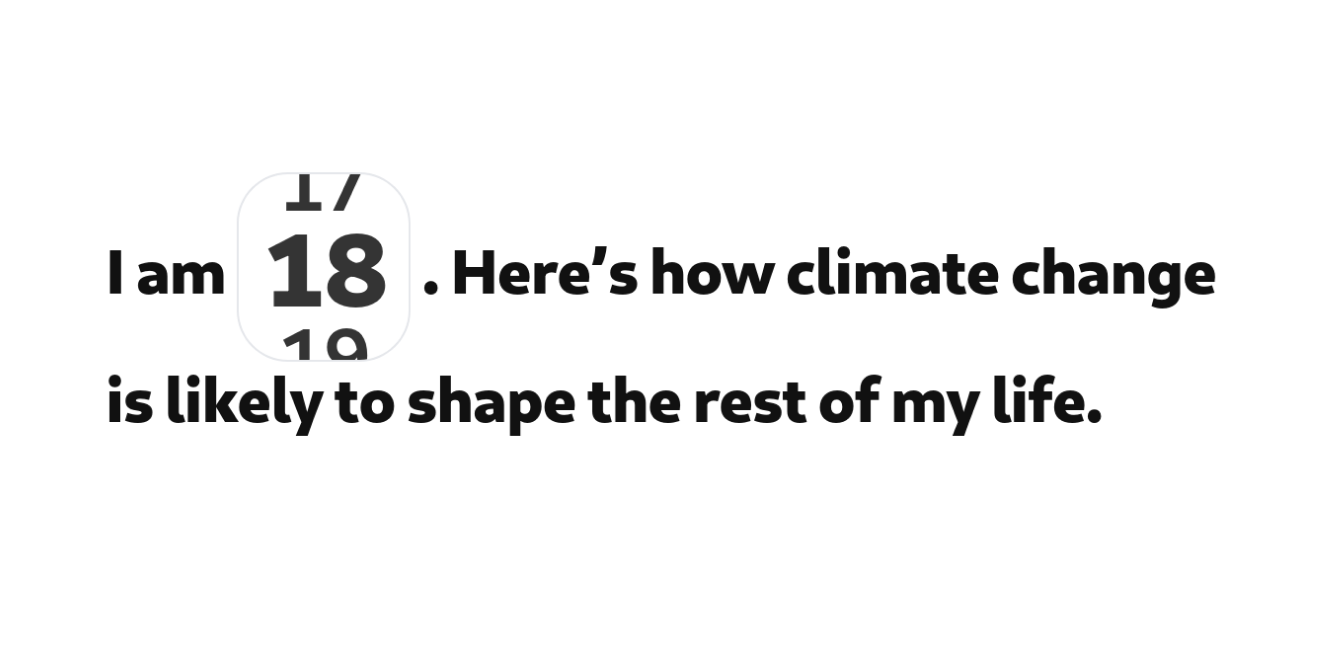 17
I am 18 . Here’s how climate change
19
is likely to shape the rest of my life.